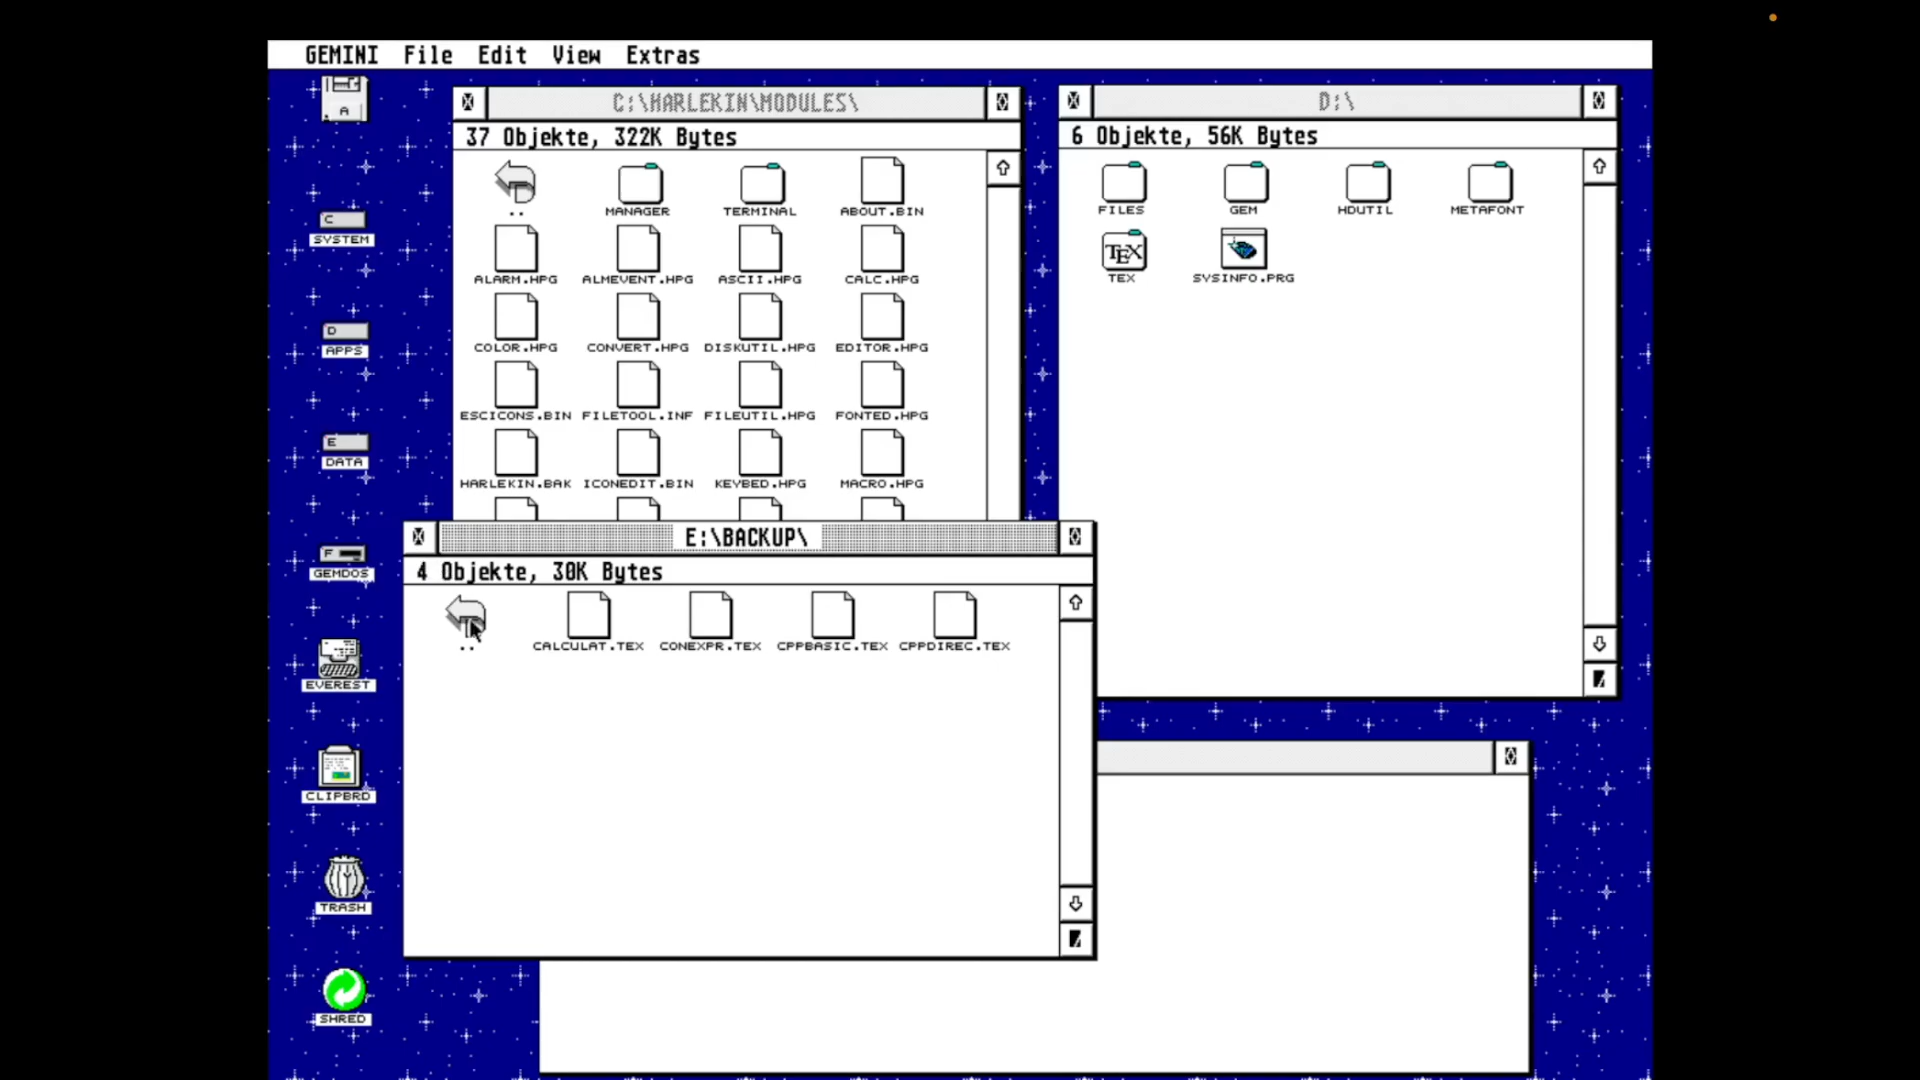 GEMINI File Edit View Extras
A
C
SYSTEM
D
APPS
E
DATA
F
GEMDOS
EVEREST
CLIPBRD
TRASH
SHRED
C:\HARLEKIN\MODULES\
37 Objekte, 322K Bytes
.. MANAGER TERMINAL ABOUT.BIN
ALARM.HPG ALMEVENT.HPG ASCII.HPG CALC.HPG
COLOR.HPG CONVERT.HPG DISKUTIL.HPG EDITOR.HPG
ESCICONS.BIN FILETOOL.INF FILEUTIL.HPG FONTED.HPG
HARLEKIN.BAK ICONEDIT.BIN KEYBED.HPG MACRO.HPG
D:\
6 Objekte, 56K Bytes
FILES GEM HDUTIL METAFONT
TEX
TEX SYSINFO.PRG
E:\BACKUP\
4 Objekte, 30K Bytes
.. CALCULAT.TEX CONEXPR.TEX CPPBASIC.TEX CPPDIREC.TEX